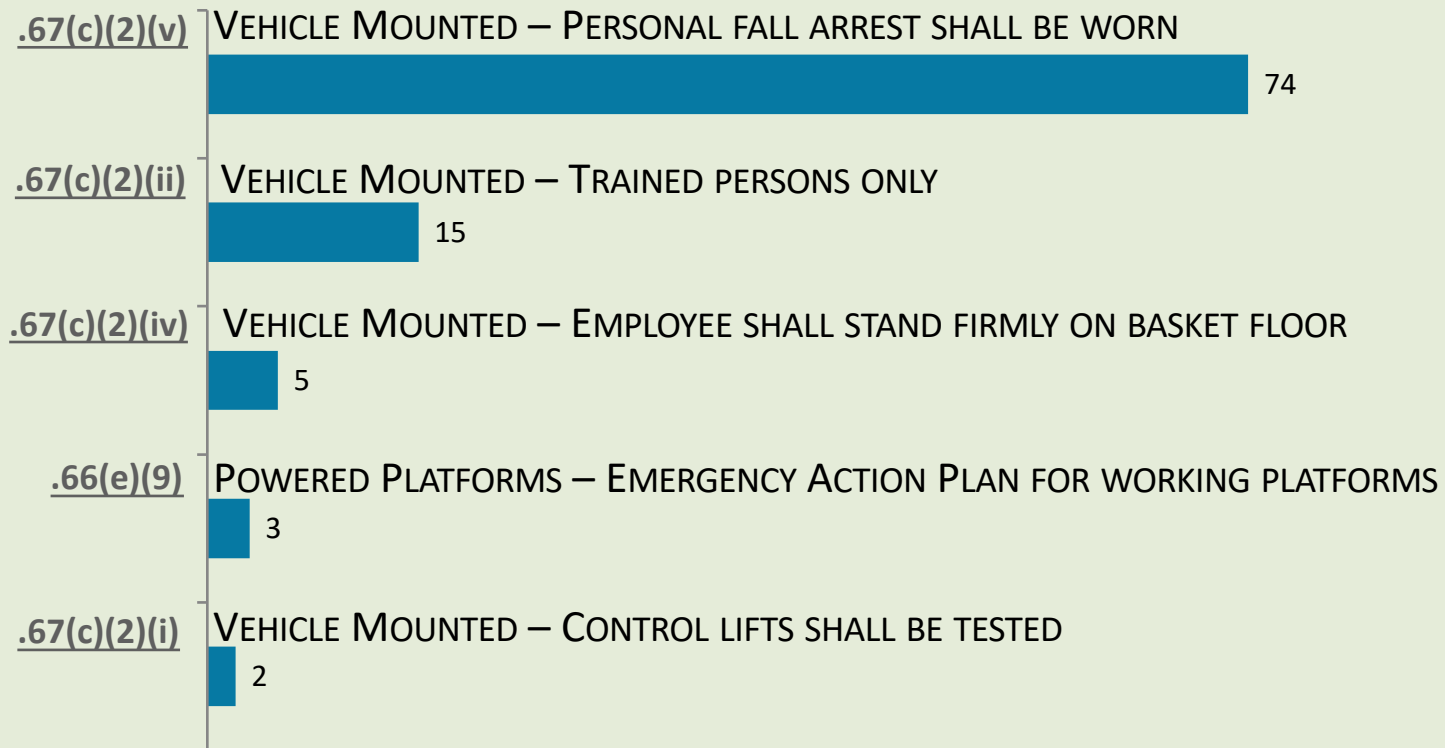 .67(c)(2)(v) VEHICLE MOUNTED – PERSONAL FALL ARREST SHALL BE WORN
74
.67(c)(2)(ii) VEHICLE MOUNTED – TRAINED PERSONS ONLY
15
.67(c)(2)(iv) VEHICLE MOUNTED – EMPLOYEE SHALL STAND FIRMLY ON BASKET FLOOR
5
.66(e)(9) POWERED PLATFORMS – EMERGENCY ACTION PLAN FOR WORKING PLATFORMS
3
.67(c)(2)(i) VEHICLE MOUNTED – CONTROL LIFTS SHALL BE TESTED
2